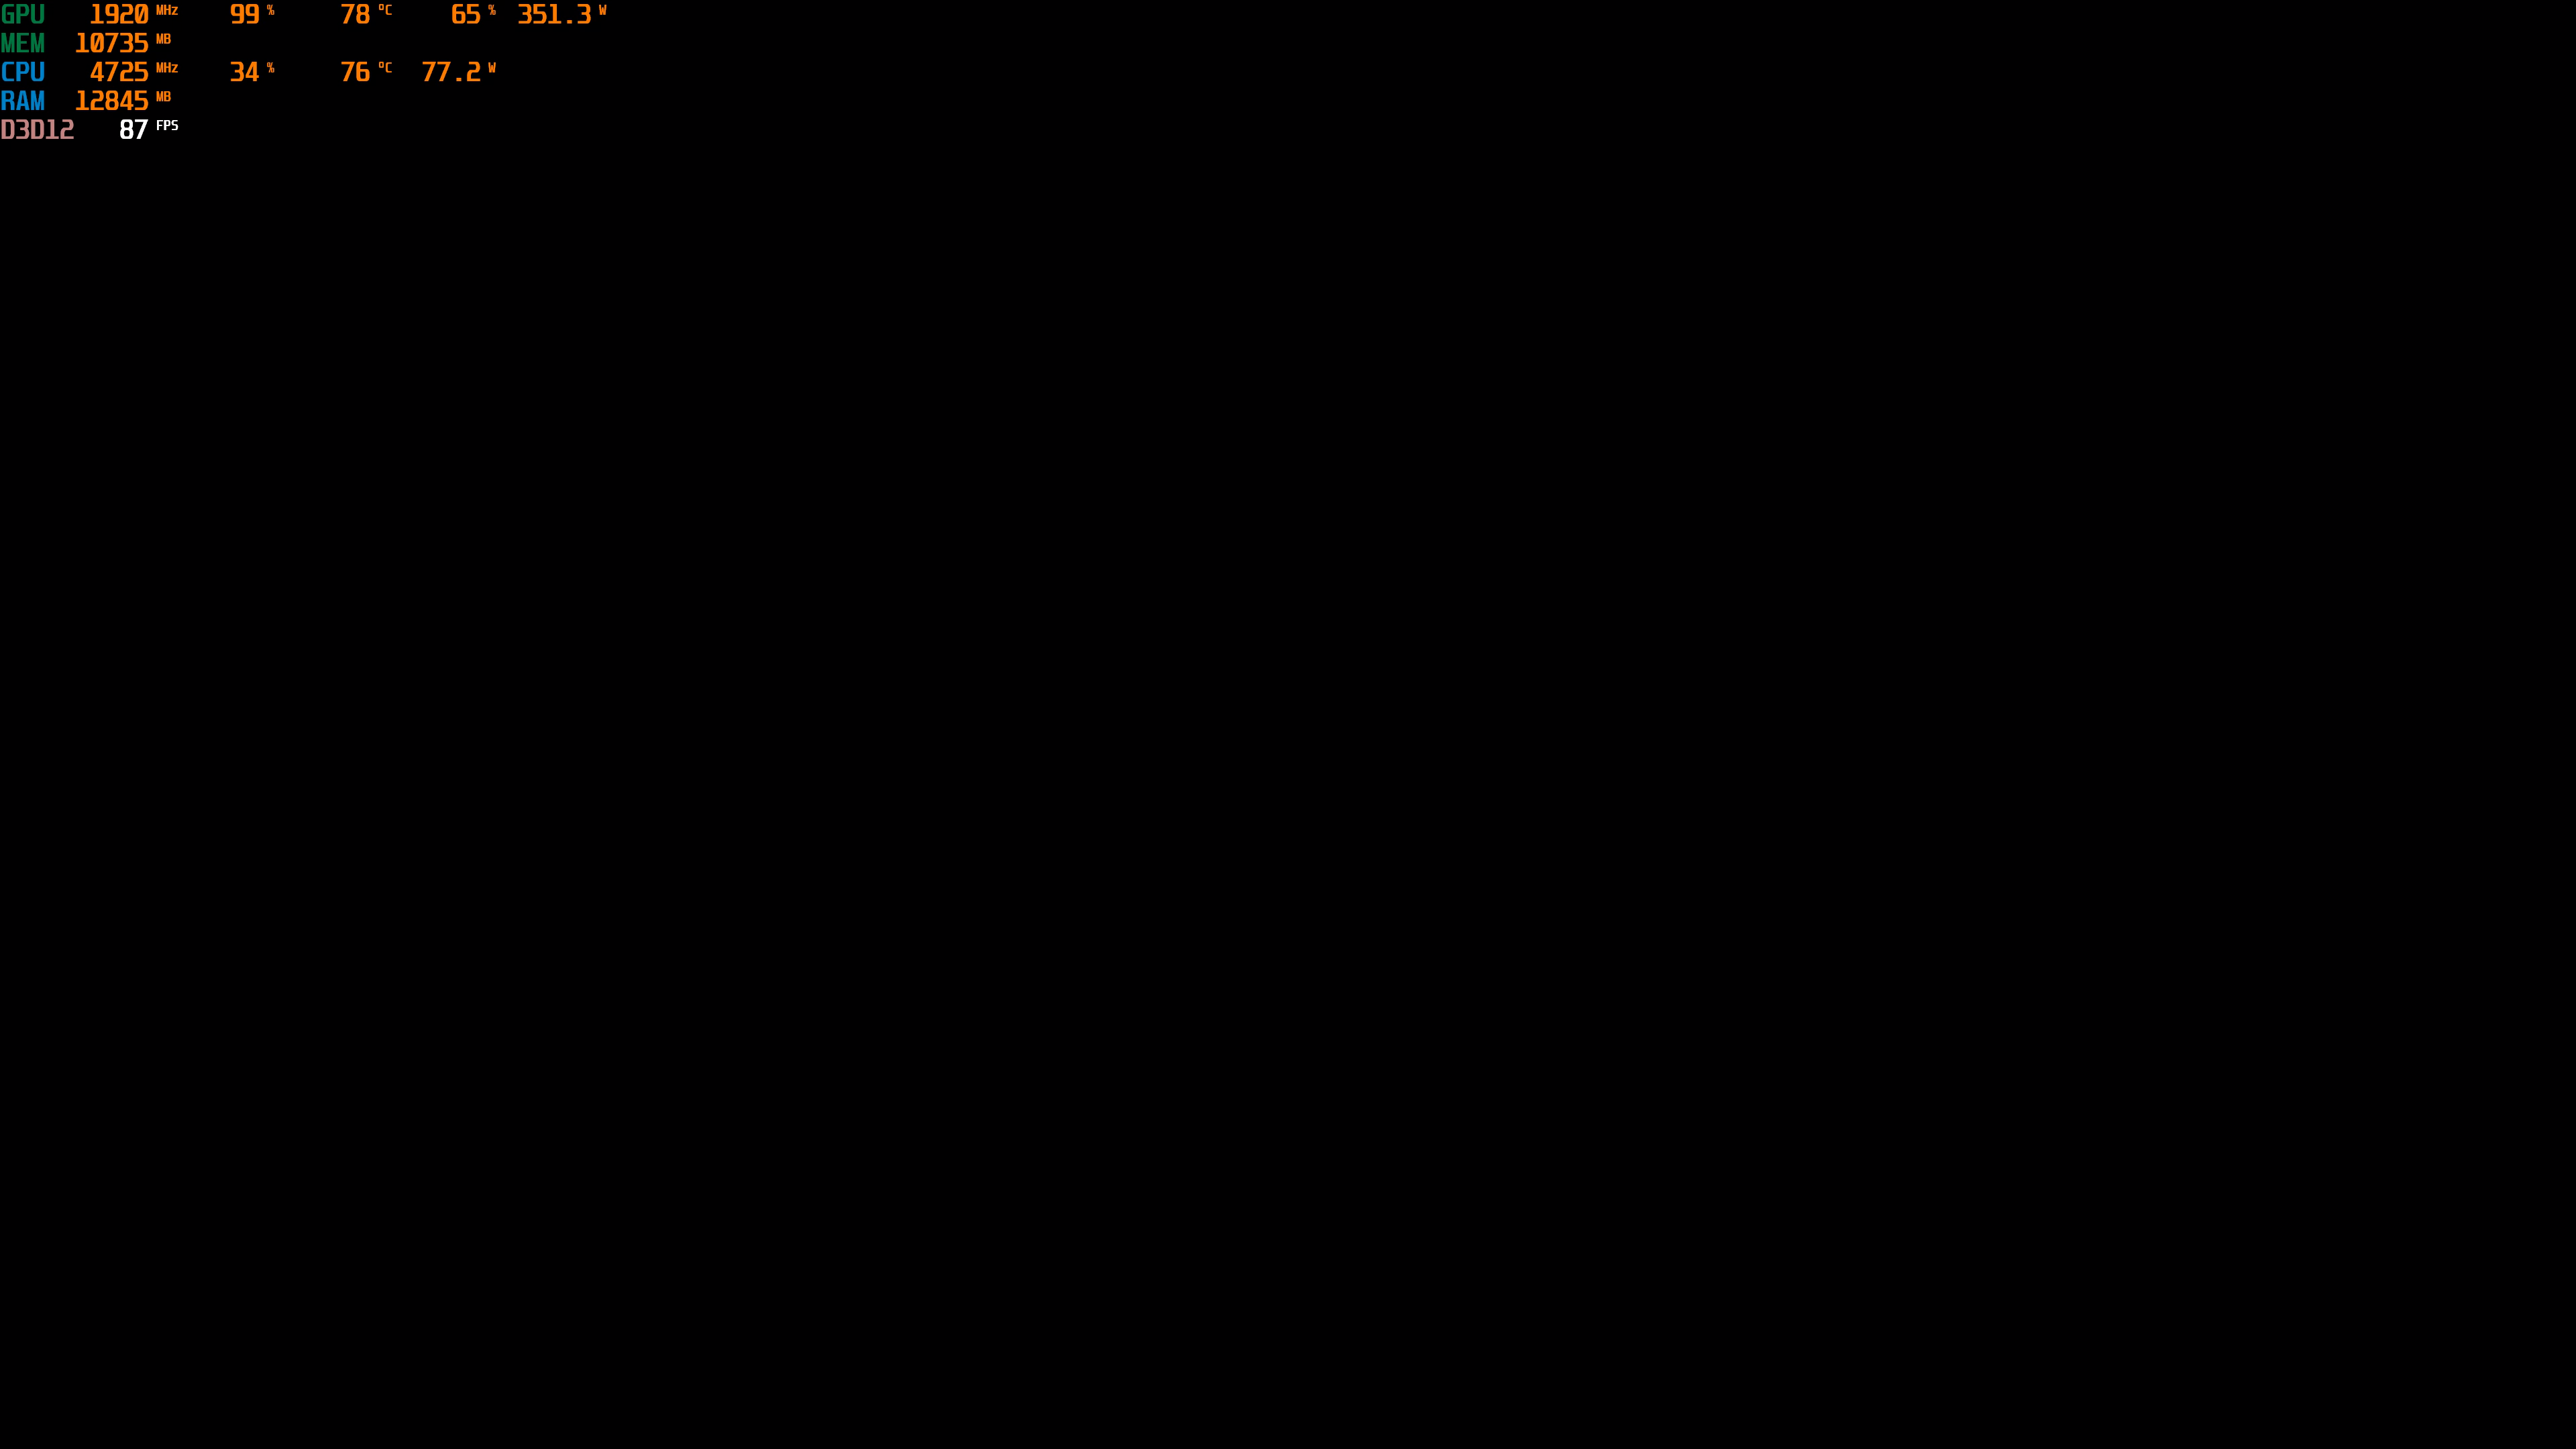 GPU 1920 MHz 99 % 78 °C 65 % 351.3 W
MEM 10735 MB
CPU 4725 MHz 34 % 76 °C 77.2 W
RAM 12845 MB
D3D12 87 FPS